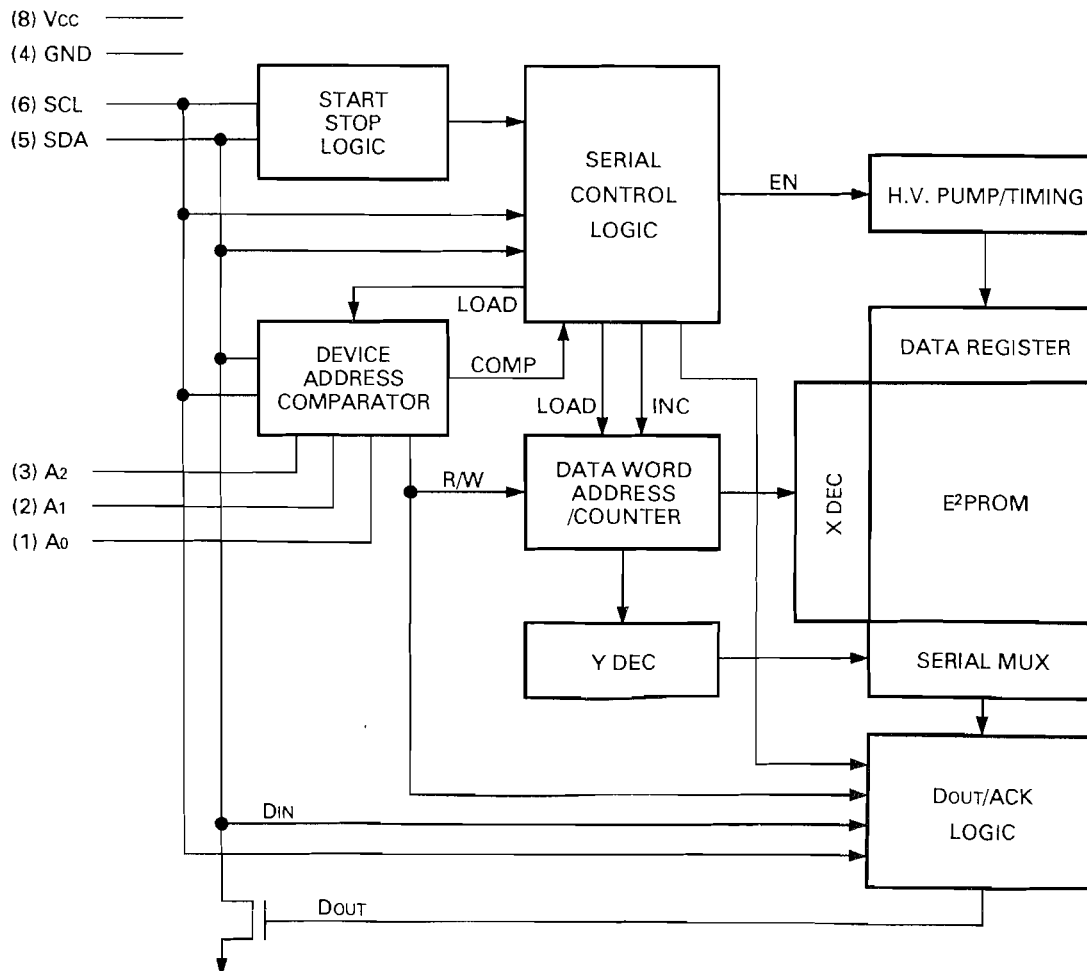 (8) Vcc
(4) GND
(6) SCL
(5) SDA
START
STOP
LOGIC
SERIAL
CONTROL
LOGIC
EN
H.V. PUMP/TIMING
LOAD
DEVICE
ADDRESS
COMPARATOR
COMP
LOAD
INC
DATA REGISTER
(3) A2
(2) A1
(1) A0
R/W
DATA WORD
ADDRESS
/COUNTER
X DEC
E²PROM
Y DEC
SERIAL MUX
DIN
DOUT/ACK
LOGIC
DOUT